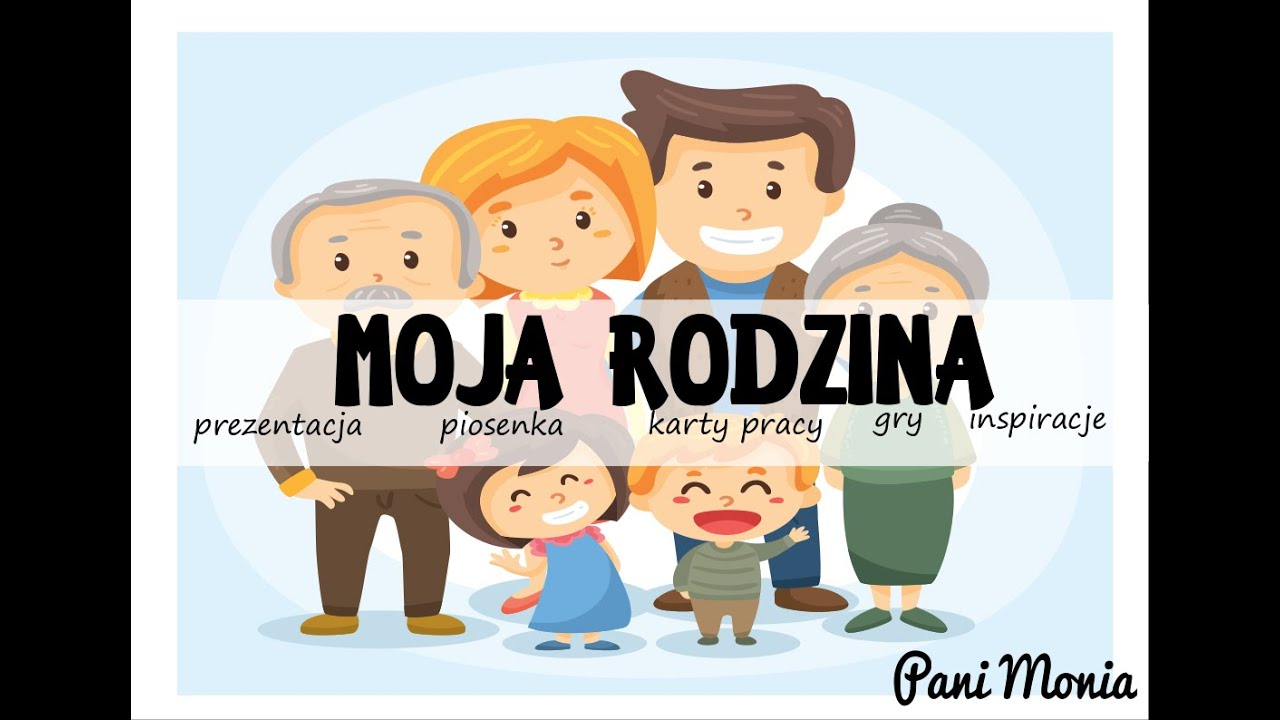 MOJA RODZINA
prezentacja piosenka karty pracy gry inspiracje
Pani Monia